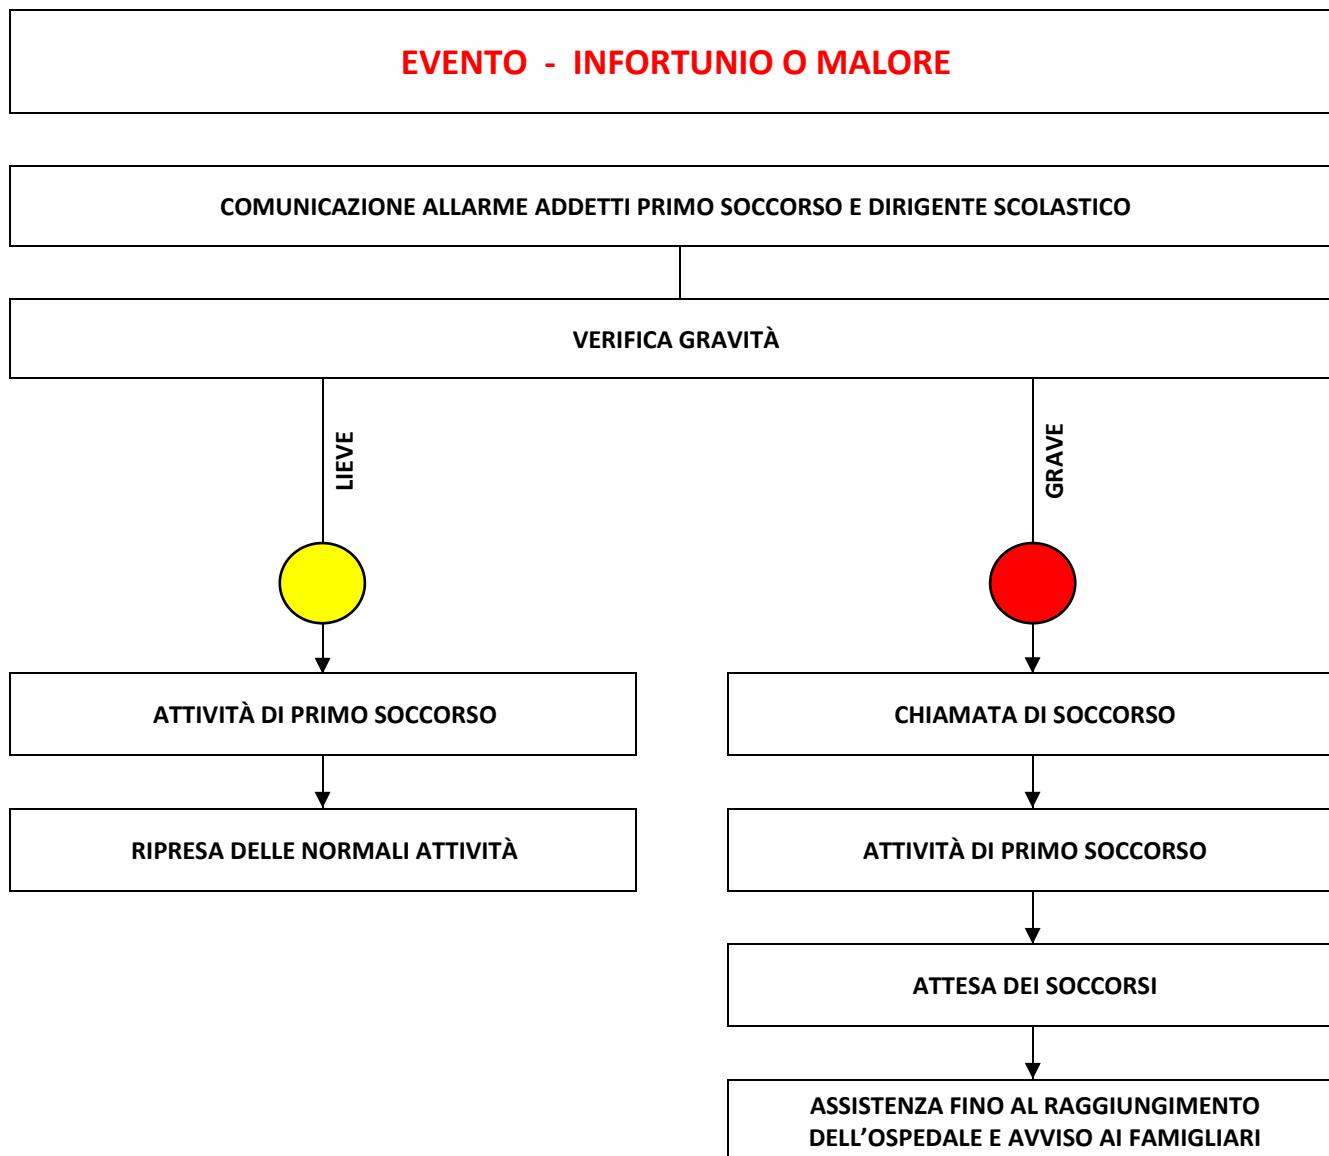 EVENTO - INFORTUNIO O MALORE
COMUNICAZIONE ALLARME ADDETTI PRIMO SOCCORSO E DIRIGENTE SCOLASTICO
VERIFICA GRAVITÀ
LIEVE
GRAVE
ATTIVITÀ DI PRIMO SOCCORSO
CHIAMATA DI SOCCORSO
RIPRESA DELLE NORMALI ATTIVITÀ
ATTIVITÀ DI PRIMO SOCCORSO
ATTESA DEI SOCCORSI
ASSISTENZA FINO AL RAGGIUNGIMENTO
DELL’OSPEDALE E AVVISO AI FAMIGLIARI